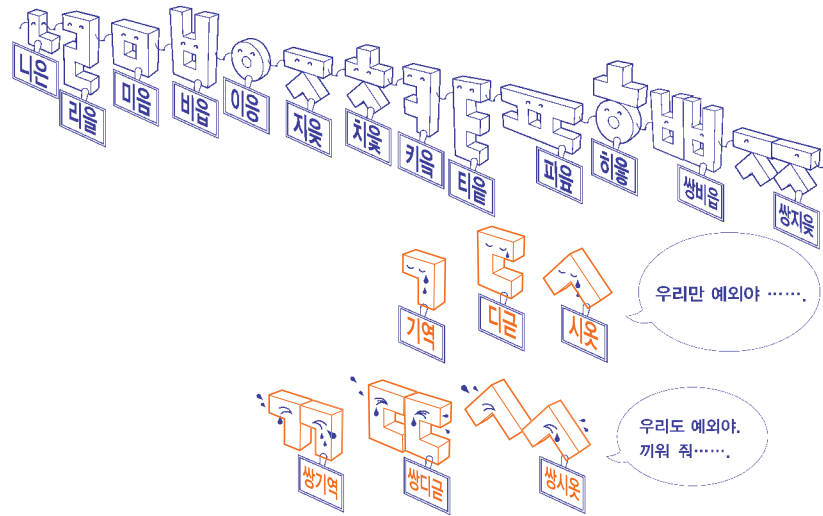 니은
리을
미음
비읍
이응
지읒
치읓
키읔
티읕
피읖
히읗
쌍비읍
쌍지읒
기역
디귿
시옷
우리만 예외야 …….
쌍기역
쌍디귿
쌍시옷
우리도 예외야.
끼워 줘…….